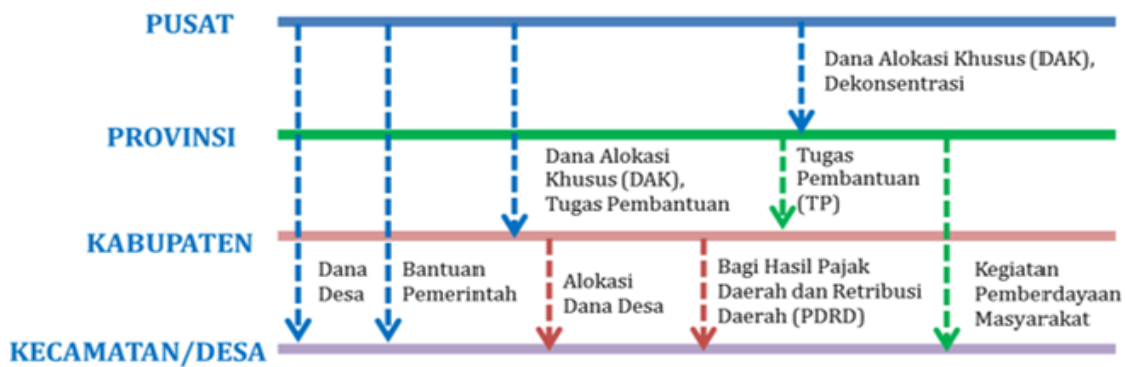 PUSAT
Dana Alokasi Khusus (DAK),
Dekonsentrasi
PROVINSI
Dana Alokasi
Khusus (DAK),
Tugas Pembantuan
Tugas
Pembantuan
(TP)
KABUPATEN
Dana
Desa
Bantuan
Pemerintah
Alokasi
Dana Desa
Bagi Hasil Pajak
Daerah dan Retribusi
Daerah (PDRD)
Kegiatan
Pemberdayaan
Masyarakat
KECAMATAN/DESA